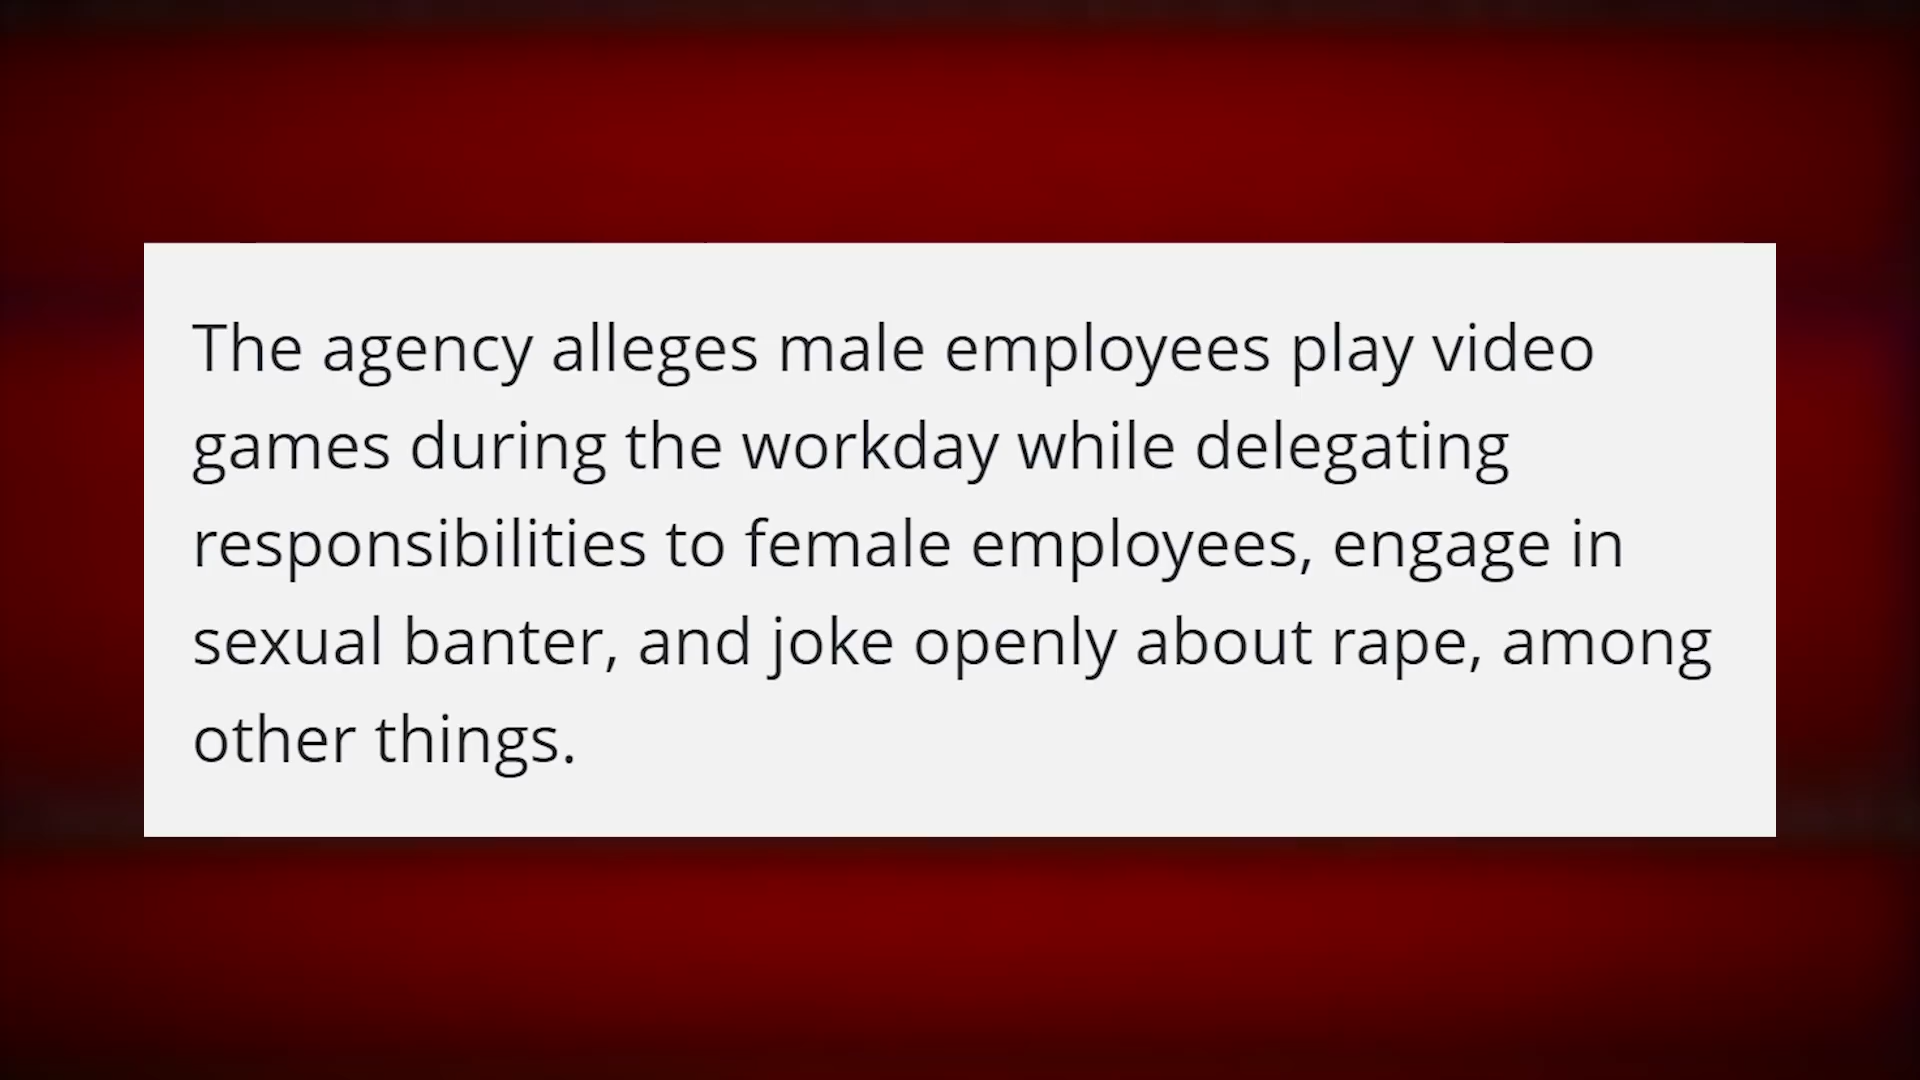 The agency alleges male employees play video
games during the workday while delegating
responsibilities to female employees, engage in
sexual banter, and joke openly about rape, among
other things.